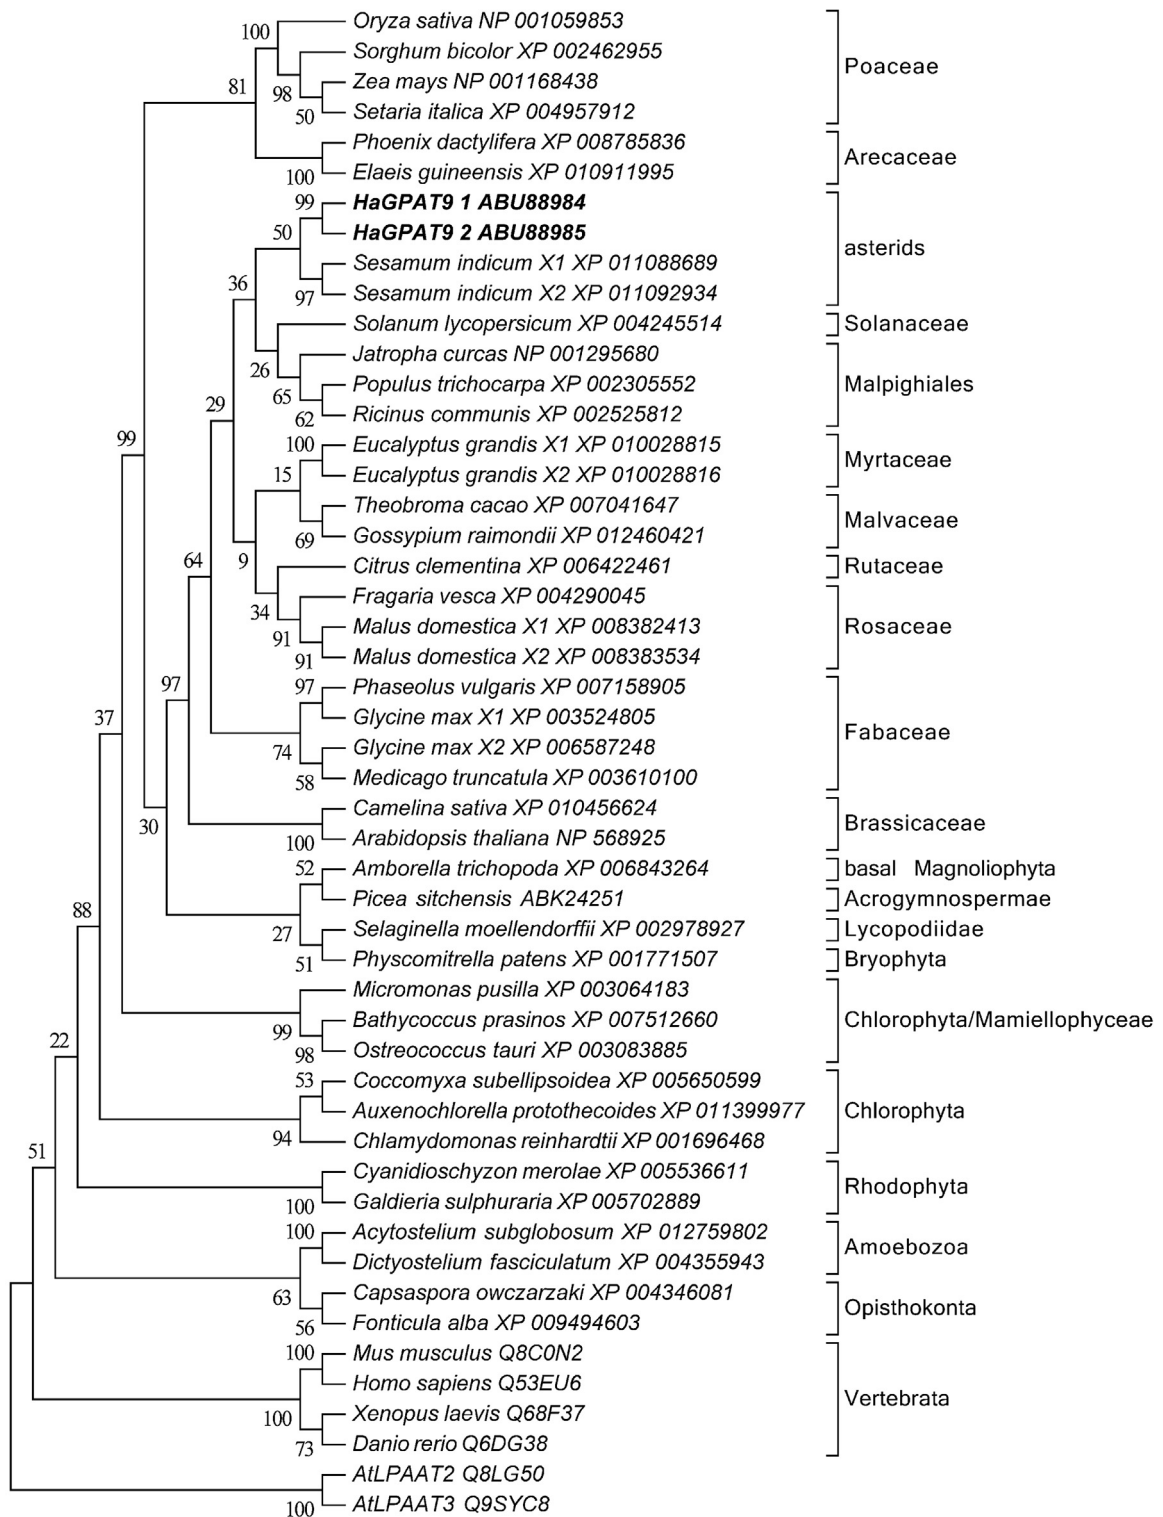 Oryza sativa NP 001059853
100
Sorghum bicolor XP 002462955
Poaceae
Zea mays NP 001168438
81
98
Setaria italica XP 004957912
50
Phoenix dactylifera XP 008785836
Arecaceae
Elaeis guineensis XP 010911995
100
99
HaGPAT9 1 ABU88984
50
HaGPAT9 2 ABU88985
asterids
Sesamum indicum X1 XP 011088689
36
Sesamum indicum X2 XP 011092934
97
Solanum lycopersicum XP 004245514
Solanaceae
Jatropha curcas NP 001295680
26
Populus trichocarpa XP 002305552
Malpighiales
65
29
Ricinus communis XP 002525812
62
99
100
Eucalyptus grandis X1 XP 010028815
Myrtaceae
15
Eucalyptus grandis X2 XP 010028816
Theobroma cacao XP 007041647
Malvaceae
Gossypium raimondii XP 012460421
69
64
9
Citrus clementina XP 006422461
Rutaceae
Fragaria vesca XP 004290045
34
Malus domestica X1 XP 008382413
Rosaceae
91
Malus domestica X2 XP 008383534
91
97
97
Phaseolus vulgaris XP 007158905
37
Glycine max X1 XP 003524805
Fabaceae
Glycine max X2 XP 006587248
74
Medicago truncatula XP 003610100
58
Camelina sativa XP 010456624
30
Brassicaceae
Arabidopsis thaliana NP 568925
100
52
Amborella trichopoda XP 006843264
basal Magnoliophyta
Picea sitchensis ABK24251
Acrogymnospermae
88
Selaginella moellendorffii XP 002978927
Lycopodiidae
27
Physcomitrella patens XP 001771507
Bryophyta
51
Micromonas pusilla XP 003064183
Bathycoccus prasinos XP 007512660
Chlorophyta/Mamiellophyceae
99
22
Ostreococcus tauri XP 003083885
98
53
Coccomyxa subellipsoidea XP 005650599
Auxenochlorella protothecoides XP 011399977
Chlorophyta
94
Chlamydomonas reinhardtii XP 001696468
51
Cyanidioschyzon merolae XP 005536611
Rhodophyta
Galdieria sulphuraria XP 005702889
100
100
Acytostelium subglobosum XP 012759802
Amoebozoa
Dictyostelium fasciculatum XP 004355943
63
Capsaspora owczarzaki XP 004346081
Opisthokonta
Fonticula alba XP 009494603
56
100
Mus musculus Q8C0N2
Homo sapiens Q53EU6
Vertebrata
100
Xenopus laevis Q68F37
Danio rerio Q6DG38
73
AtLPAAT2 Q8LG50
AtLPAAT3 Q9SYC8
100